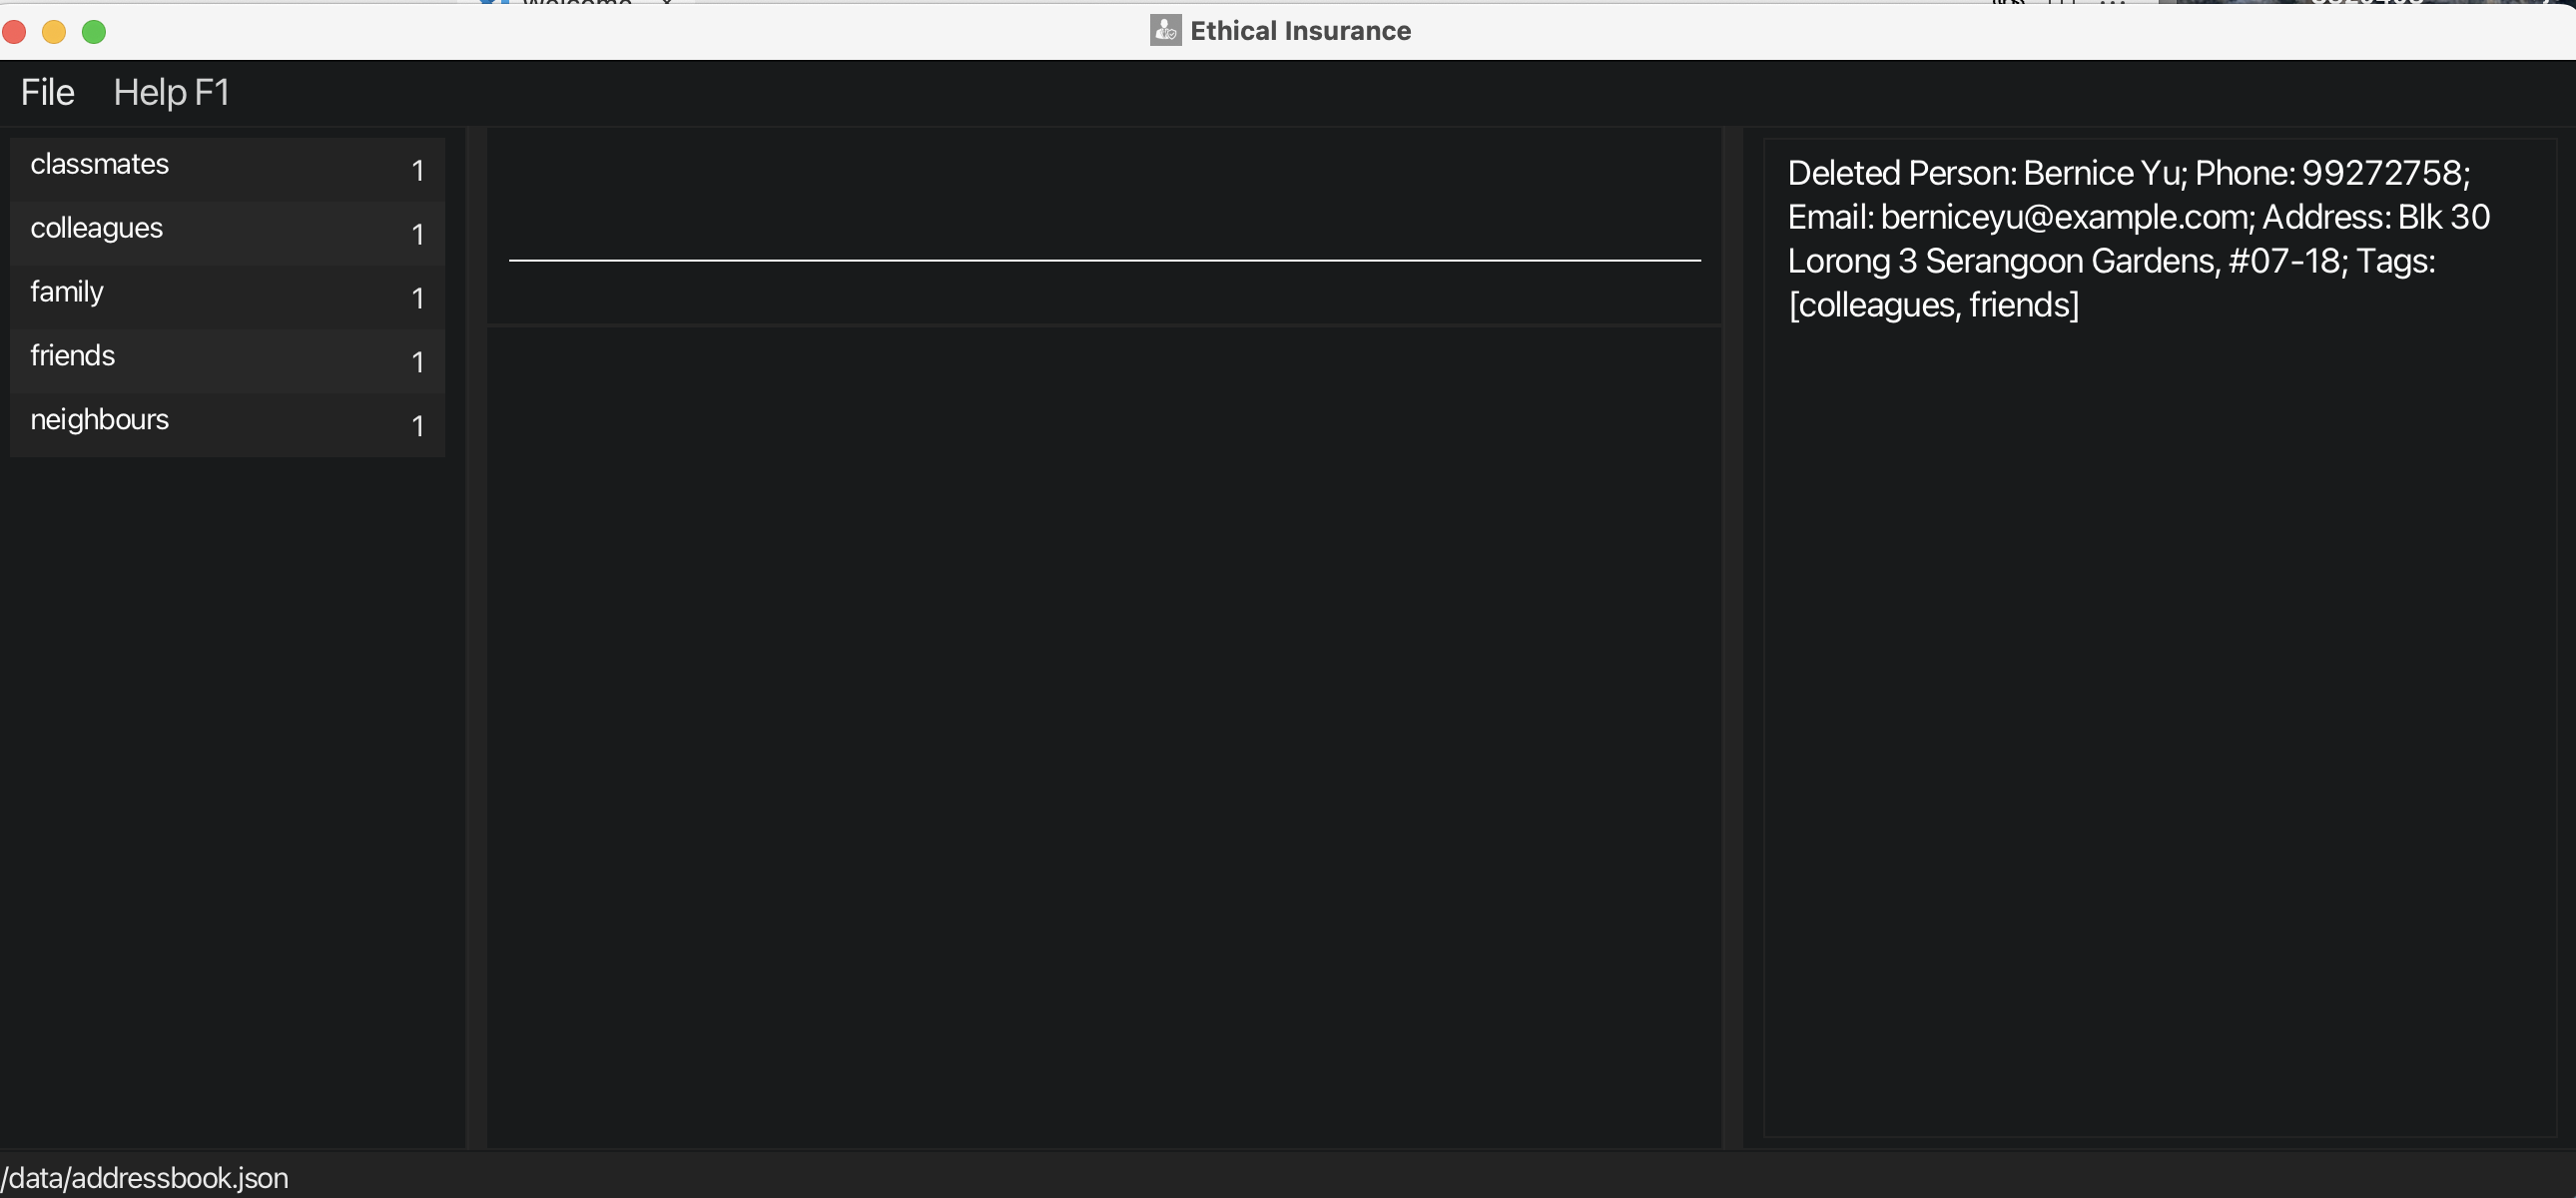 Ethical Insurance
File Help F1
classmates 1
colleagues 1
family 1
friends 1
neighbours 1
Deleted Person: Bernice Yu; Phone: 99272758;
Email: berniceyu@example.com; Address: Blk 30
Lorong 3 Serangoon Gardens, #07-18; Tags:
[colleagues, friends]
/data/addressbook.json